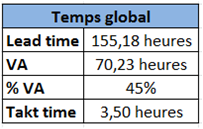 Temps global
Lead time 155,18 heures
VA 70,23 heures
% VA 45%
Takt time 3,50 heures